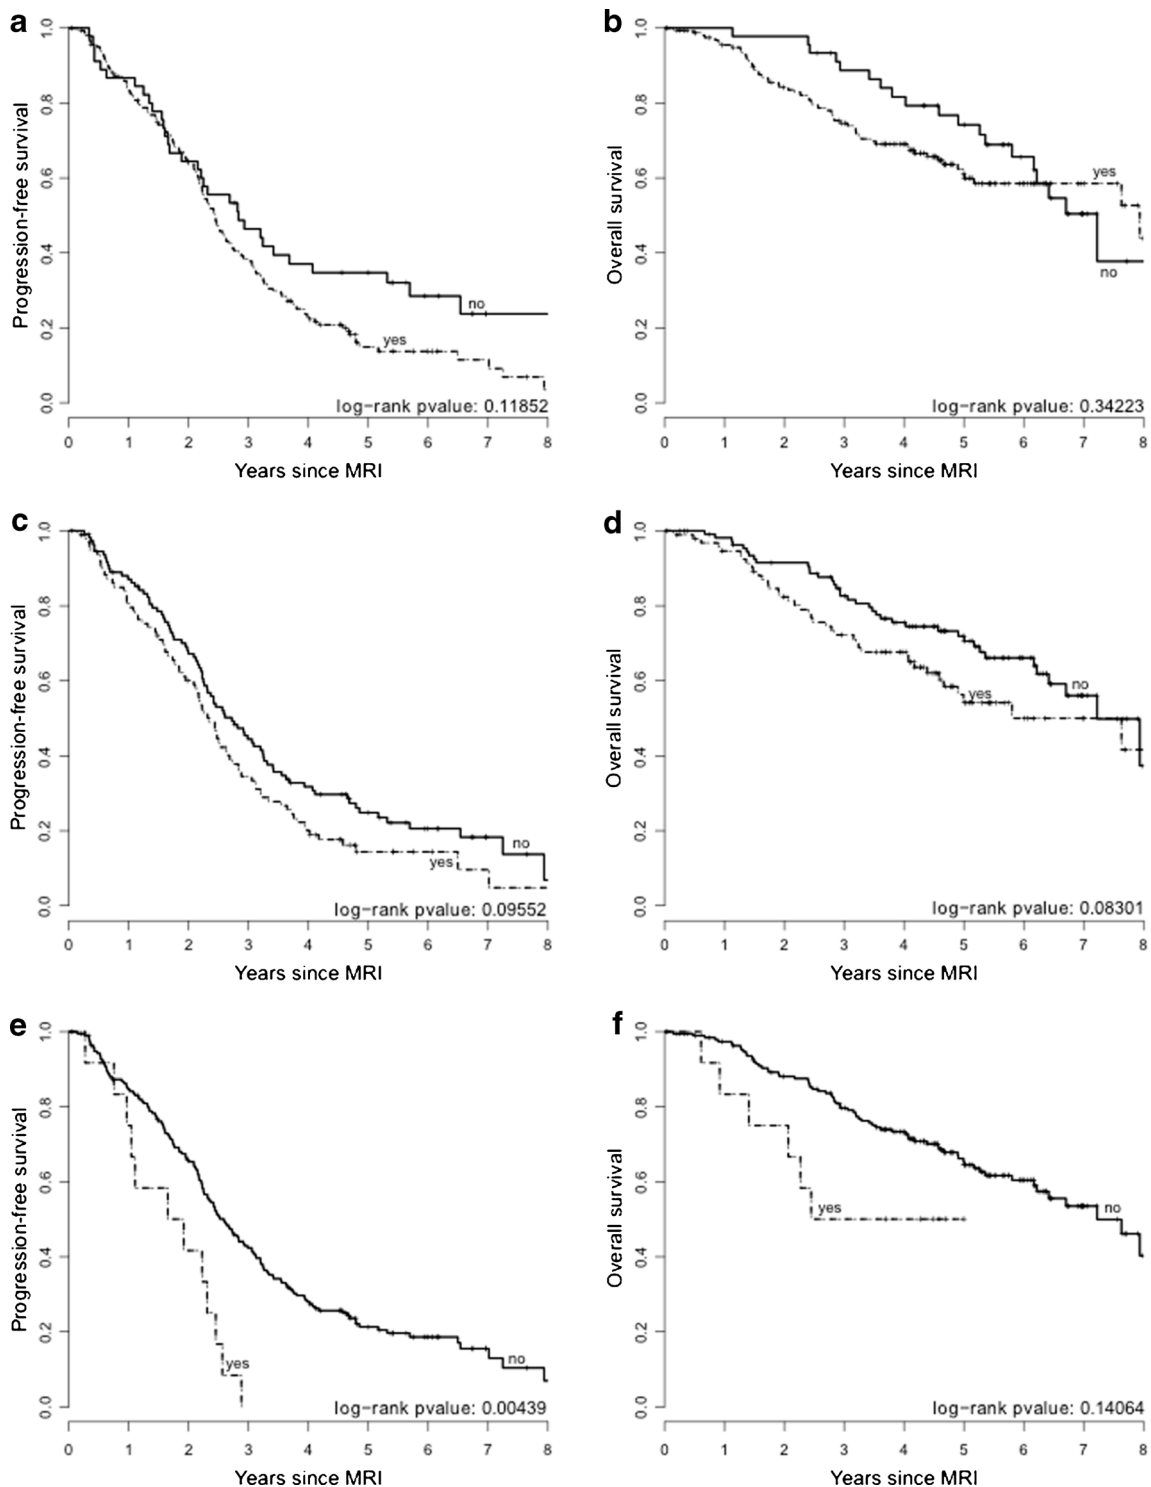 a
Progression-free survival
1.0
0.8
0.6
0.4
0.2
0.0
no
yes
log-rank pvalue: 0.11852
0 1 2 3 4 5 6 7 8
Years since MRI
b
Overall survival
1.0
0.8
0.6
0.4
0.2
0.0
yes
no
log-rank pvalue: 0.34223
0 1 2 3 4 5 6 7 8
Years since MRI
c
Progression-free survival
1.0
0.8
0.6
0.4
0.2
0.0
no
yes
log-rank pvalue: 0.09552
0 1 2 3 4 5 6 7 8
Years since MRI
d
Overall survival
1.0
0.8
0.6
0.4
0.2
0.0
no
yes
log-rank pvalue: 0.08301
0 1 2 3 4 5 6 7 8
Years since MRI
e
Progression-free survival
1.0
0.8
0.6
0.4
0.2
0.0
no
yes
log-rank pvalue: 0.00439
0 1 2 3 4 5 6 7 8
Years since MRI
f
Overall survival
1.0
0.8
0.6
0.4
0.2
0.0
no
yes
log-rank pvalue: 0.14064
0 1 2 3 4 5 6 7 8
Years since MRI